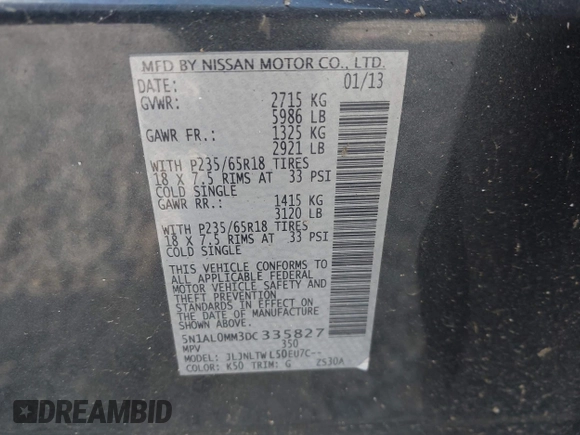 MFD BY NISSAN MOTOR CO., LTD.
DATE: 01/13
GVWR: 2715 KG
5986 LB
GAWR FR.: 1325 KG
2921 LB
WITH P235/65R18 TIRES
18 X 7.5 RIMS AT 33 PSI
COLD SINGLE
GAWR RR.: 1415 KG
3120 LB
WITH P235/65R18 TIRES
18 X 7.5 RIMS AT 33 PSI
COLD SINGLE
THIS VEHICLE CONFORMS TO
ALL APPLICABLE FEDERAL
MOTOR VEHICLE SAFETY AND
THEFT PREVENTION
STANDARDS IN EFFECT ON
THE DATE OF MANUFACTURE
SHOWN ABOVE.
5N1AL0MM3DC335827
MPV 350
MODEL: JLJNLTWL50EU7C--
COLOR: K50 TRIM: G 2530A
© DREAMBID